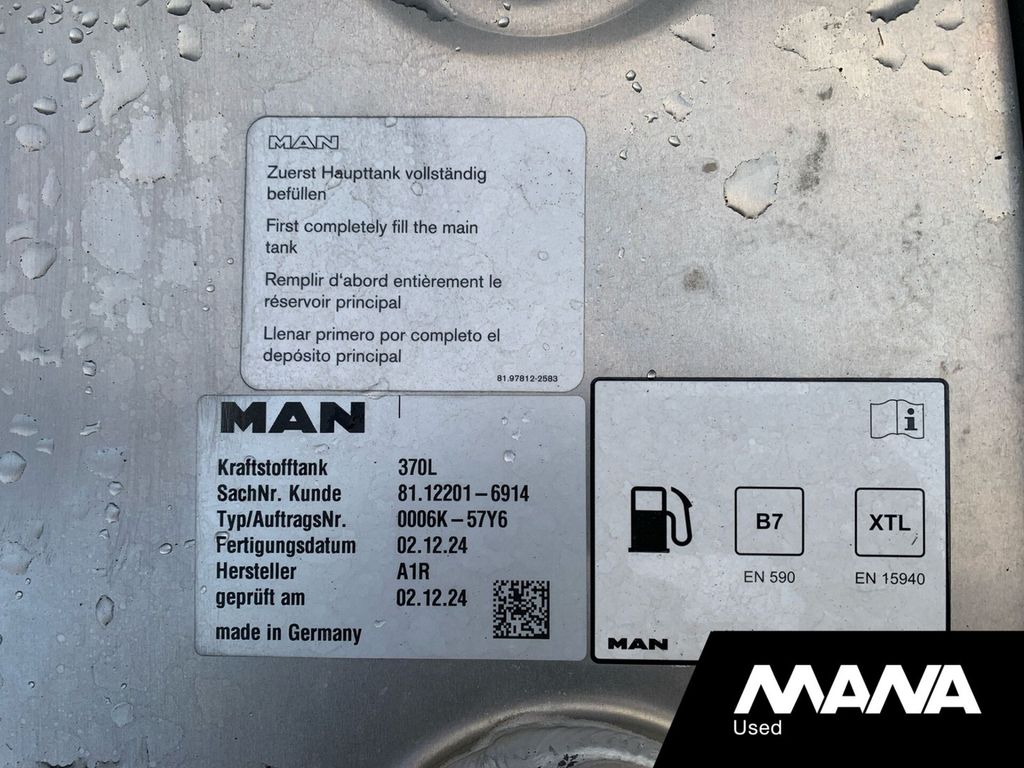 MAN
Zuerst Haupttank vollständig
befüllen
First completely fill the main
tank
Remplir d'abord entièrement le
réservoir principal
Llenar primero por completo el
depósito principal
81.97812-2583
MAN
Kraftstofftank 370L
SachNr. Kunde 81.12201-6914
Typ/AuftragsNr. 0006K-57Y6
Fertigungsdatum 02.12.24
Hersteller A1R
geprüft am 02.12.24
made in Germany
i
B7 XTL
EN 590 EN 15940
MAN
MANA
Used